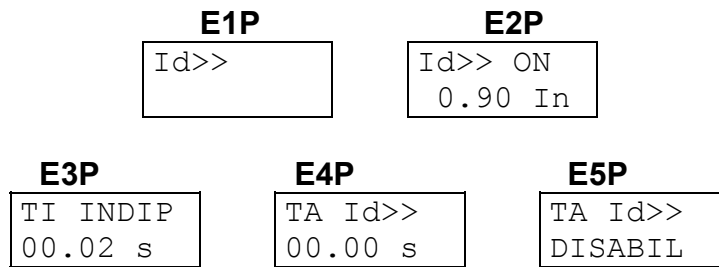 E1P E2P
Id>> Id>> ON
0.90 In
E3P E4P E5P
TI INDIP TA Id>> TA Id>>
00.02 s 00.00 s DISABIL